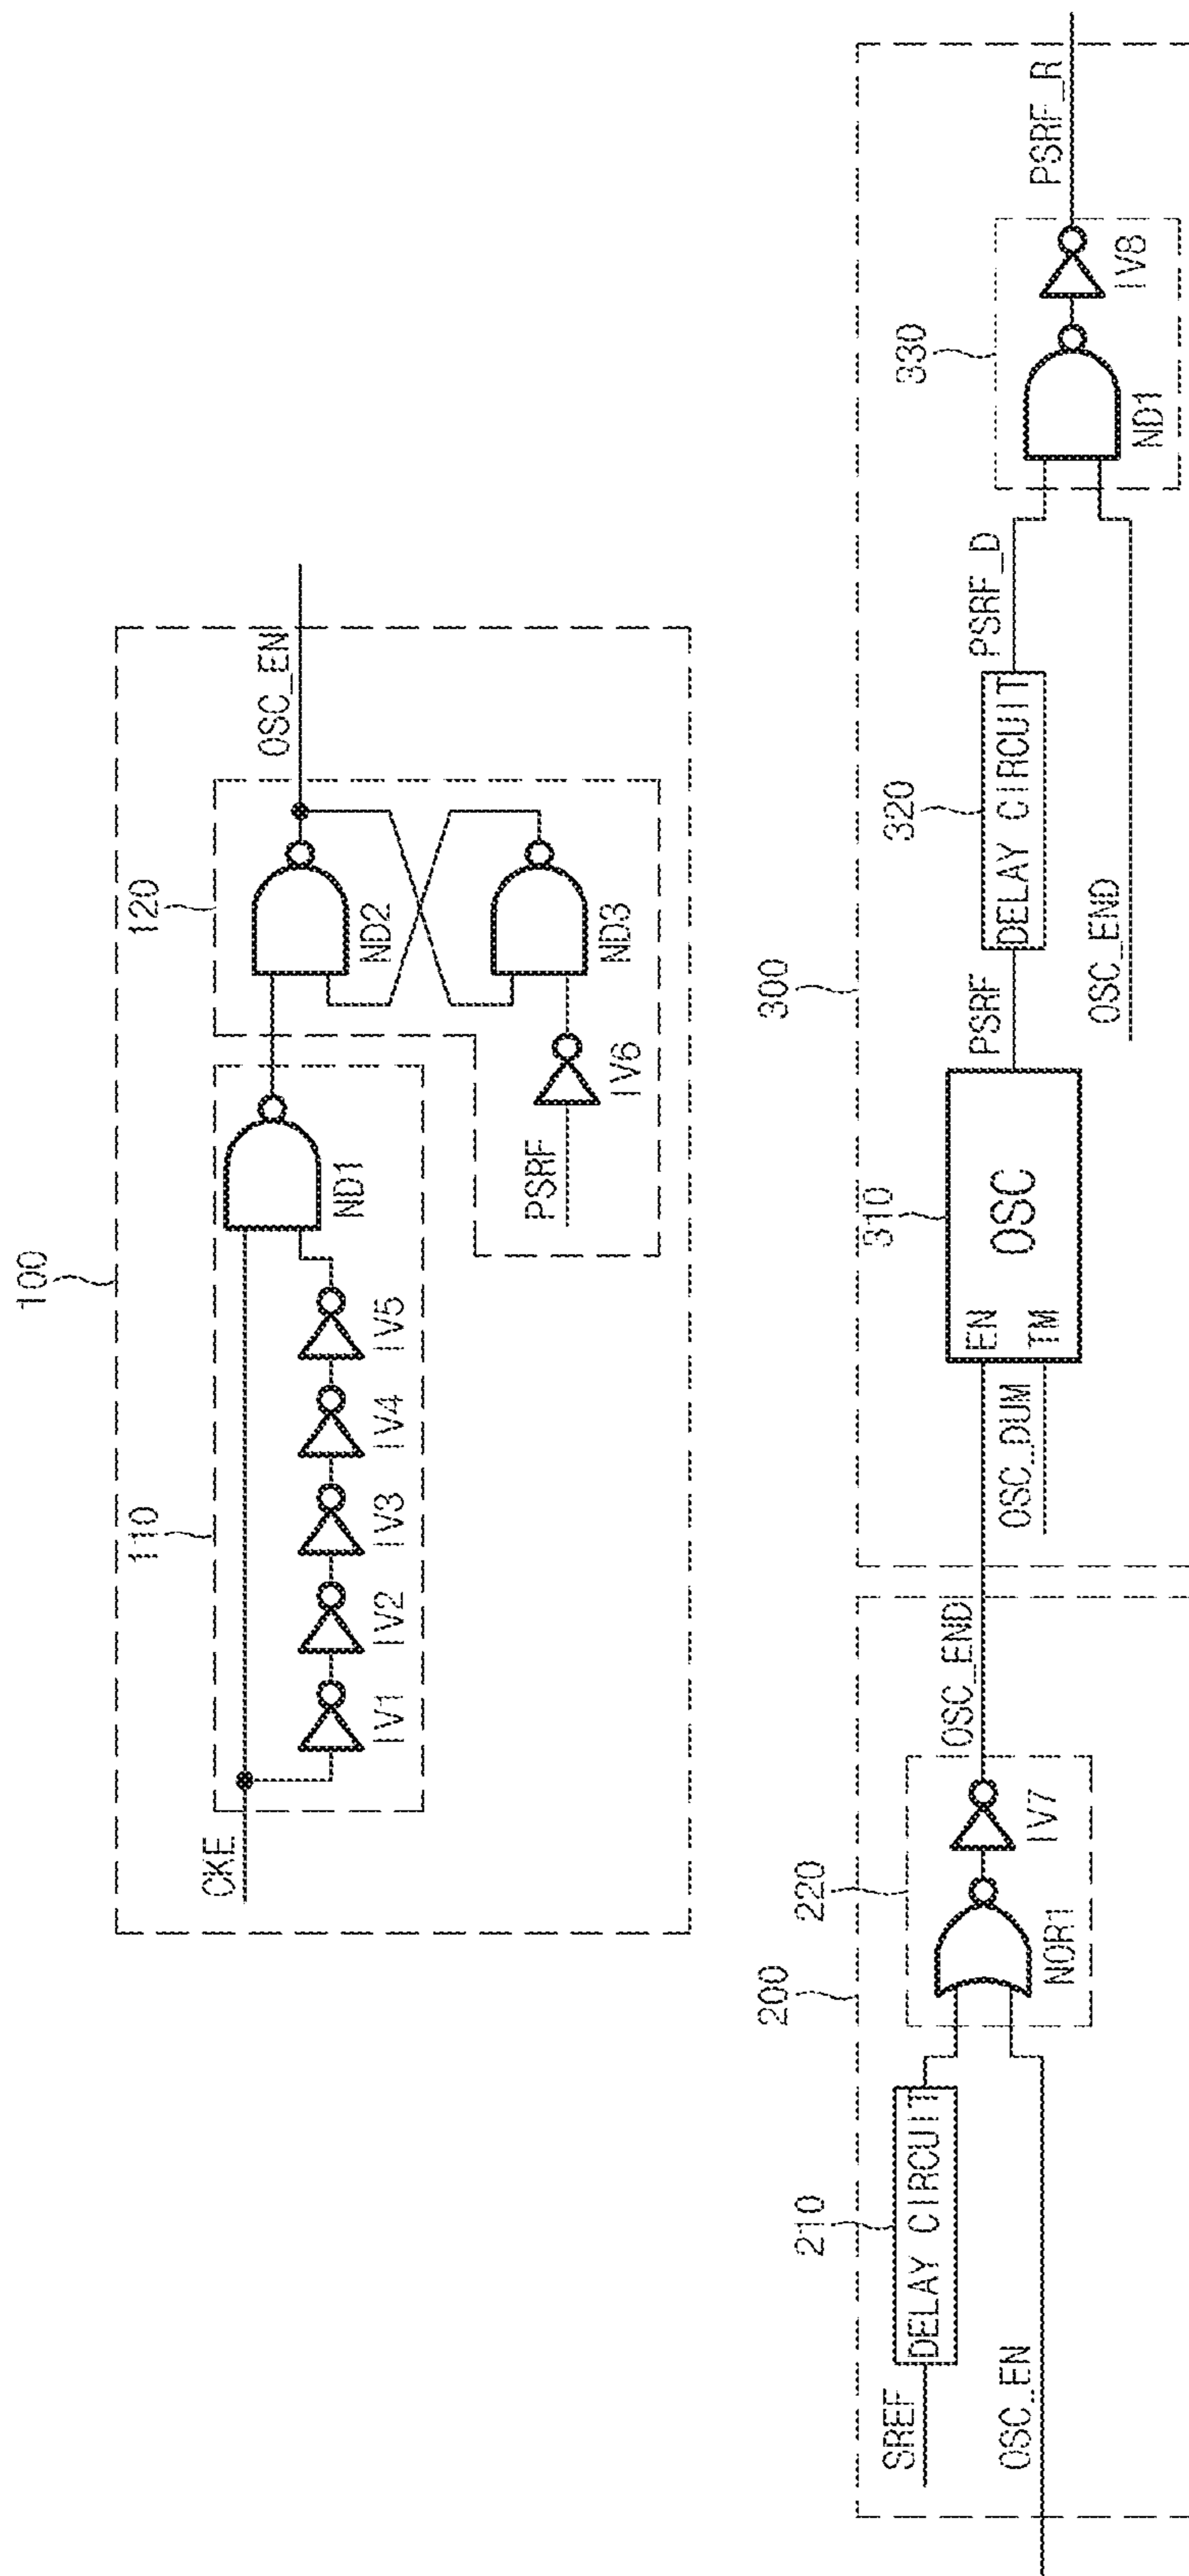 100
110
120
CKE
IV1
IV2
IV3
IV4
IV5
ND1
PSRF
IV6
ND2
ND3
OSC_EN
200
210
220
SREF
DELAY CIRCUIT
OSC_EN
NOR1
IV7
OSC_END
300
310
320
330
OSC_DUM
EN
TM
OSC
PSRF
DELAY CIRCUIT
PSRF_D
OSC_END
ND1
IV8
PSRF_R